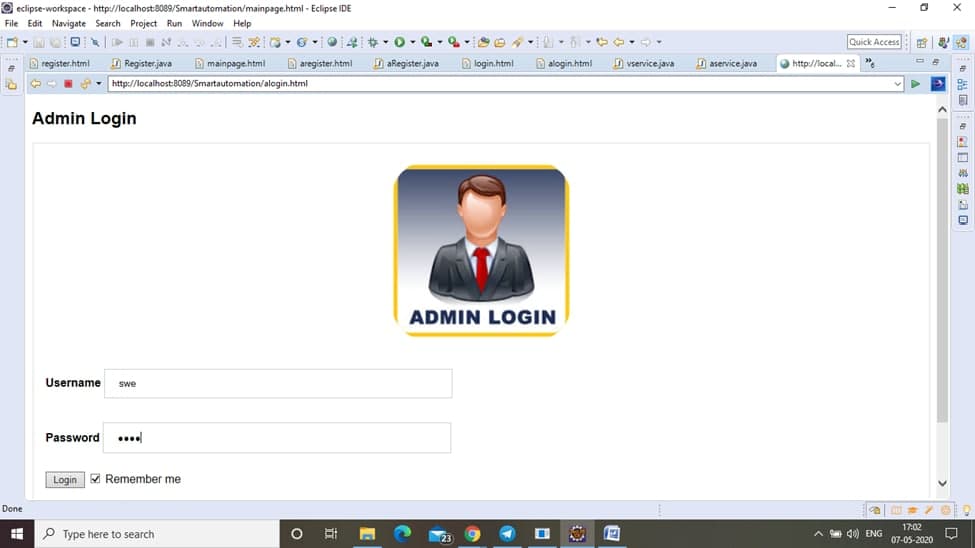 eclipse-workspace - http://localhost:8089/Smartautomation/mainpage.html - Eclipse IDE
File Edit Navigate Search Project Run Window Help
Quick Access
register.html Register.java mainpage.html aregister.html aRegister.java login.html alogin.html vservice.java aservice.java http://local...
http://localhost:8089/Smartautomation/alogin.html
Admin Login
ADMIN LOGIN
Username swe
Password ••••
Login Remember me
Done
Type here to search 23 ENG 17:02
07-05-2020